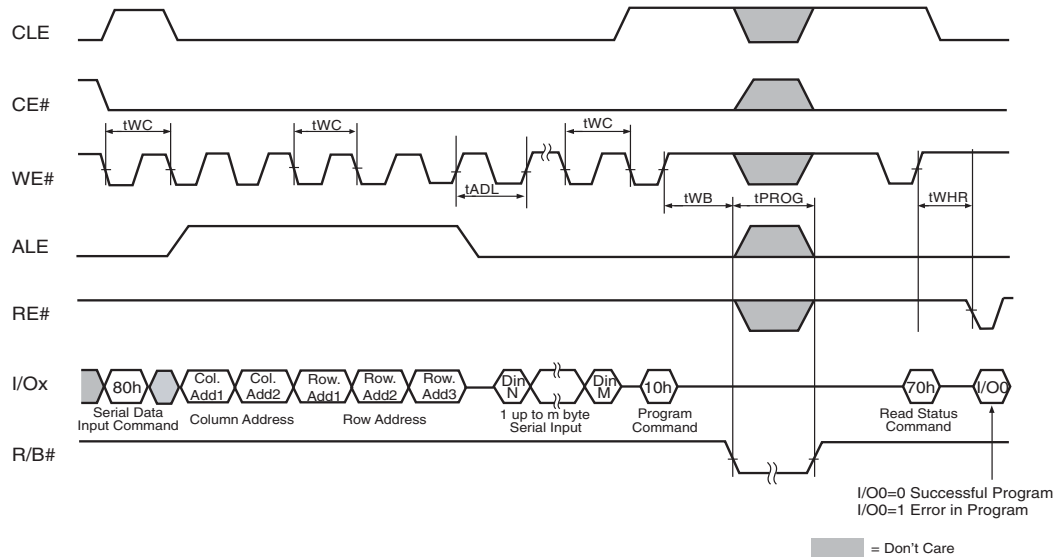 CLE
CE#
tWC
tWC
tWC
WE#
tADL
tWB
tPROG
tWHR
ALE
RE#
I/Ox
80h
Col. Add1
Col. Add2
Row. Add1
Row. Add2
Row. Add3
Din N
Din M
10h
70h
I/O0
Serial Data
Input Command
Column Address
Row Address
1 up to m byte
Serial Input
Program
Command
Read Status
Command
R/B#
I/O0=0 Successful Program
I/O0=1 Error in Program
= Don't Care